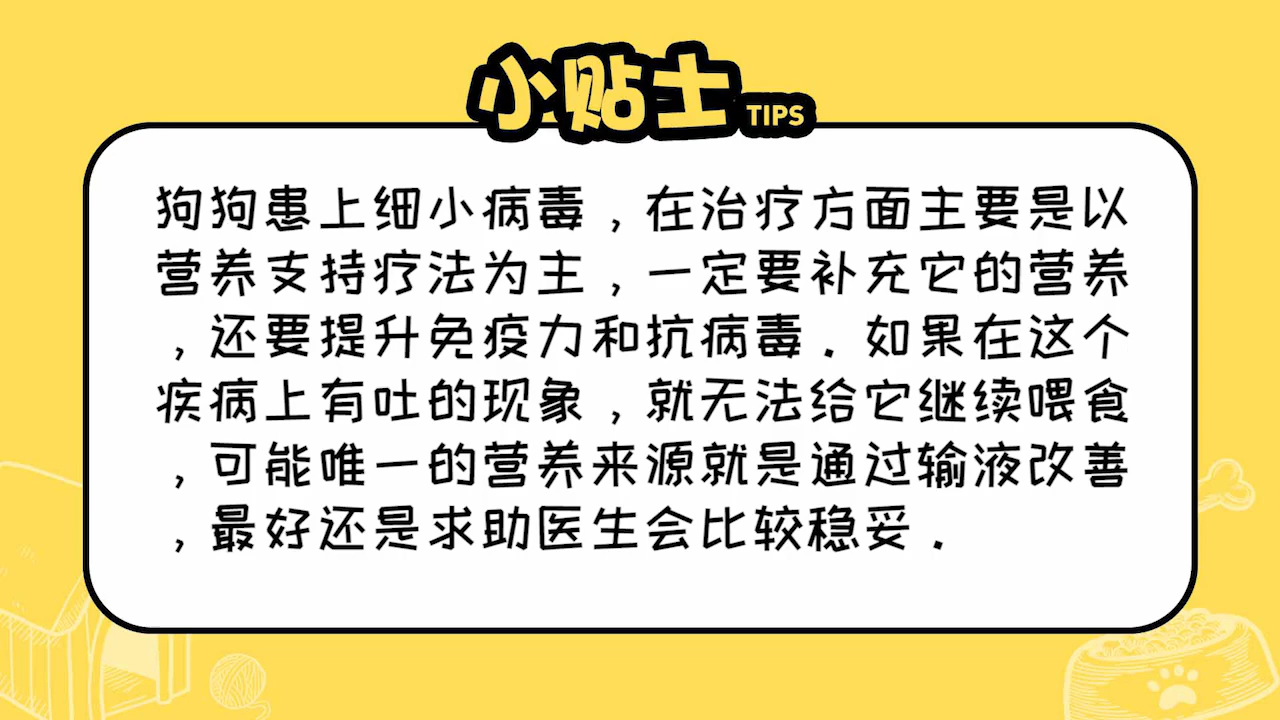 小贴士 TIPS
狗狗患上细小病毒，在治疗方面主要是以
营养支持疗法为主，一定要补充它的营养
，还要提升免疫力和抗病毒．如果在这个
疾病上有吐的现象，就无法给它继续喂食
，可能唯一的营养来源就是通过输液改善
，最好还是求助医生会比较稳妥．